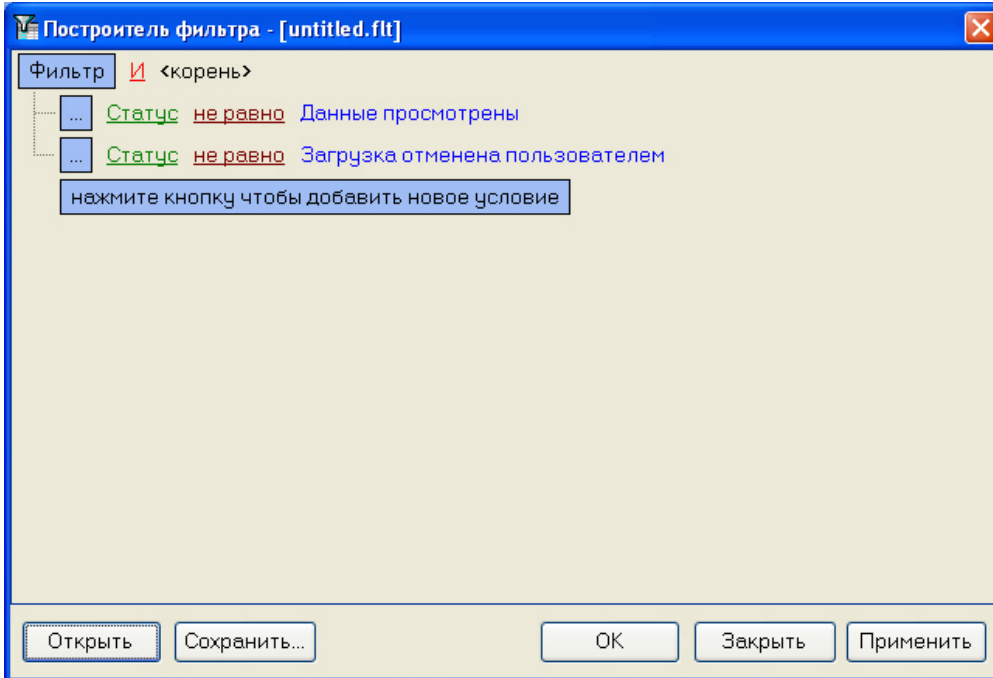 Построитель фильтра - [untitled.flt]
Фильтр И <корень>
... Статус не равно Данные просмотрены
... Статус не равно Загрузка отменена пользователем
нажмите кнопку чтобы добавить новое условие
Открыть Сохранить... ОК Закрыть Применить